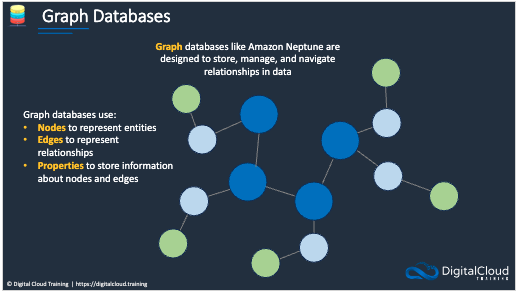 Graph Databases
Graph databases like Amazon Neptune are
designed to store, manage, and navigate
relationships in data
Graph databases use:
• Nodes to represent entities
• Edges to represent
relationships
• Properties to store information
about nodes and edges
© Digital Cloud Training | https://digitalcloud.training
DigitalCloud
TRAINING